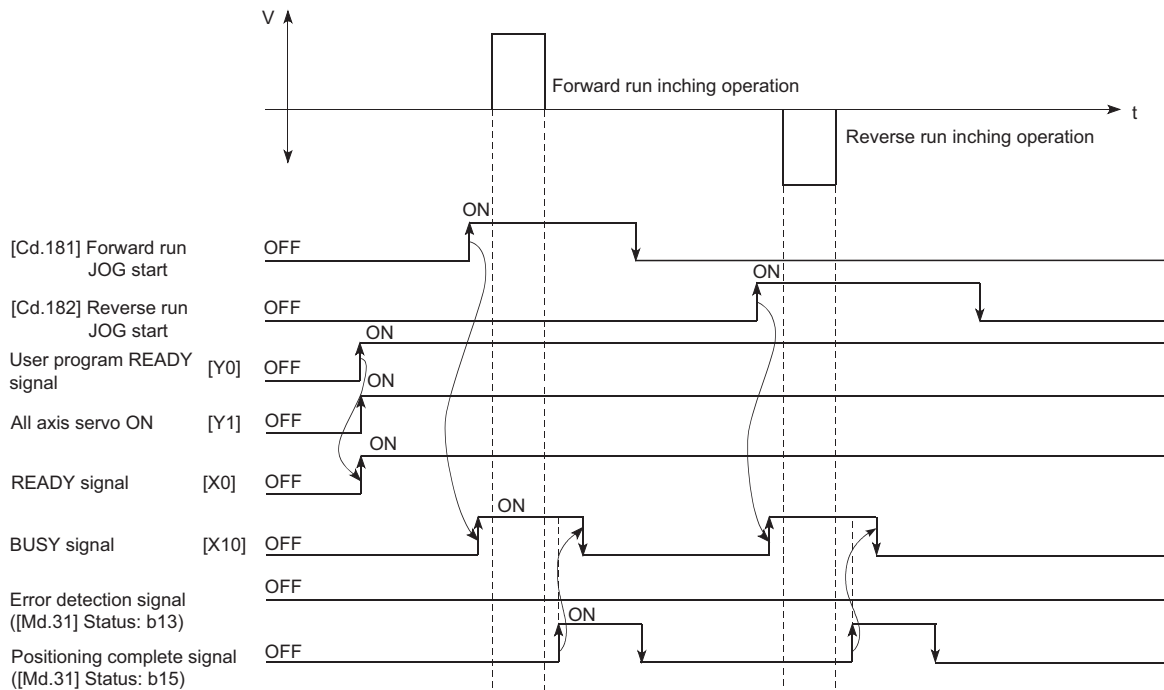 V
Forward run inching operation
t
Reverse run inching operation
ON
[Cd.181] Forward run
JOG start
OFF
ON
[Cd.182] Reverse run
JOG start
OFF
ON
User program READY
signal
[Y0]
OFF
ON
All axis servo ON
[Y1]
OFF
ON
READY signal
[X0]
OFF
ON
BUSY signal
[X10]
OFF
OFF
Error detection signal
([Md.31] Status: b13)
ON
Positioning complete signal
([Md.31] Status: b15)
OFF